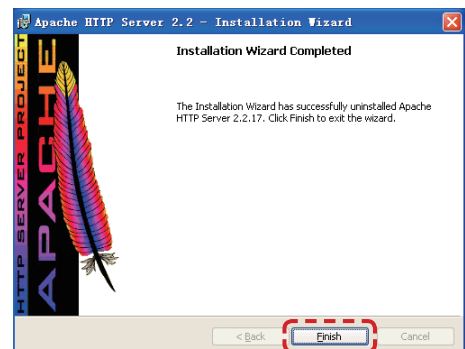 Apache HTTP Server 2.2 - Installation Wizard
HTTP SERVER PROJECT
APACHE
Installation Wizard Completed
The Installation Wizard has successfully uninstalled Apache
HTTP Server 2.2.17. Click Finish to exit the wizard.
< Back
Finish
Cancel